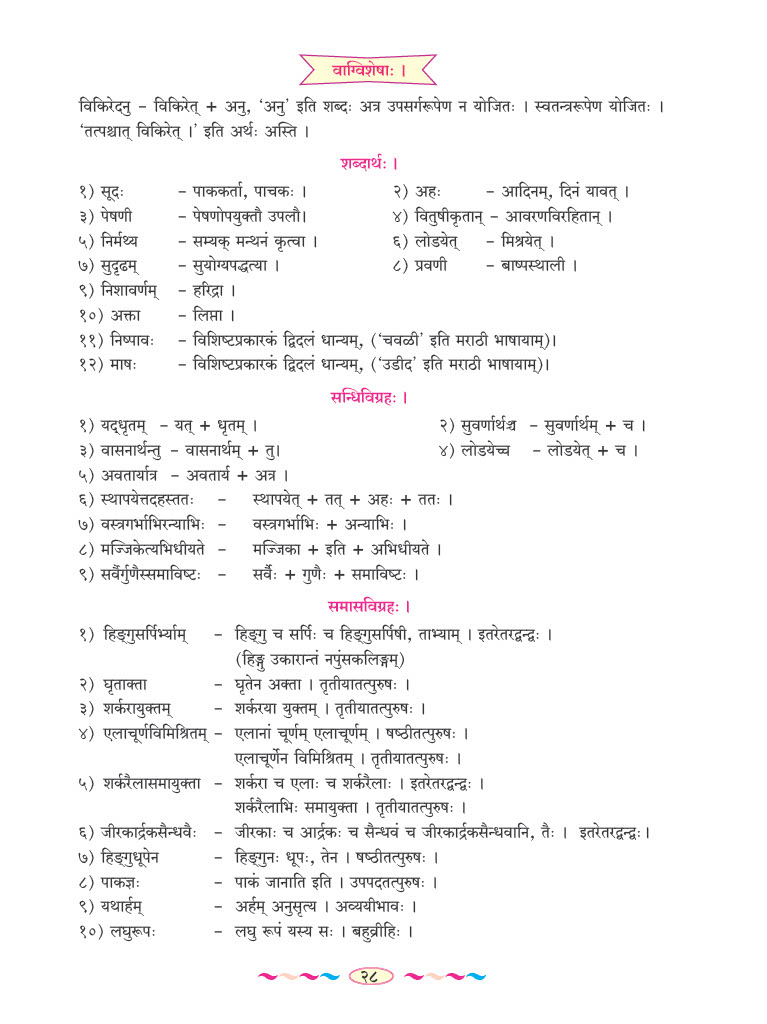 वाग्विशेषाः ।
विकिरेदनु – विकिरेत् + अनु, ‘अनु’ इति शब्दः अत्र उपसर्गरूपेण न योजितः । स्वतन्त्ररूपेण योजितः ।
‘तत्पश्चात् विकिरेत् ।’ इति अर्थः अस्ति ।
शब्दार्थः ।
१) सूदः – पाककर्ता, पाचकः । २) अहः – आदिनम्, दिनं यावत् ।
३) पेषणी – पेषणोपयुक्तौ उपलौ। ४) वितुषीकृतान् – आवरणविरहितान् ।
५) निर्मथ्य – सम्यक् मन्थनं कृत्वा । ६) लोडयेत् – मिश्रयेत् ।
७) सुदृढम् – सुयोग्यपद्धत्या । ८) प्रवणी – बाष्पस्थाली ।
९) निशावर्णम् – हरिद्रा ।
१०) अक्ता – लिप्ता ।
११) निष्पावः – विशिष्टप्रकारकं द्विदलं धान्यम्, (‘चवळी’ इति मराठी भाषायाम्)।
१२) माषः – विशिष्टप्रकारकं द्विदलं धान्यम्, (‘उडीद’ इति मराठी भाषायाम्)।
सन्धिविग्रहः ।
१) यद्धृतम् – यत् + धृतम् । २) सुवर्णार्थञ्च – सुवर्णार्थम् + च ।
३) वासनार्थन्तु – वासनार्थम् + तु। ४) लोडयेच्च – लोडयेत् + च ।
५) अवतार्यात्र – अवतार्य + अत्र ।
६) स्थापयेत्तदहस्ततः – स्थापयेत् + तत् + अहः + ततः ।
७) वस्त्रगर्भाभिरन्याभिः – वस्त्रगर्भाभिः + अन्याभिः ।
८) मज्जिकेत्यभिधीयते – मज्जिका + इति + अभिधीयते ।
९) सर्वैर्गुणैस्समाविष्टः – सर्वैः + गुणैः + समाविष्टः ।
समासविग्रहः ।
१) हिङ्गुसर्पिर्भ्याम् – हिङ्गु च सर्पिः च हिङ्गुसर्पिषी, ताभ्याम् । इतरेतरद्वन्द्वः ।
(हिङ्गु उकारान्तं नपुंसकलिङ्गम्)
२) घृताक्ता – घृतेन अक्ता । तृतीयातत्पुरुषः ।
३) शर्करायुक्तम् – शर्करया युक्तम् । तृतीयातत्पुरुषः ।
४) एलाचूर्णविमिश्रितम् – एलानां चूर्णम् एलाचूर्णम् । षष्ठीतत्पुरुषः ।
एलाचूर्णेन विमिश्रितम् । तृतीयातत्पुरुषः ।
५) शर्करैलासमायुक्ता – शर्करा च एलाः च शर्करैलाः । इतरेतरद्वन्द्वः ।
शर्करैलाभिः समायुक्ता । तृतीयातत्पुरुषः ।
६) जीरकार्द्रकसैन्धवैः – जीरकाः च आर्द्रकः च सैन्धवं च जीरकार्द्रकसैन्धवानि, तैः । इतरेतरद्वन्द्वः।
७) हिङ्गुधूपेन – हिङ्गुनः धूपः, तेन । षष्ठीतत्पुरुषः ।
८) पाकज्ञः – पाकं जानाति इति । उपपदतत्पुरुषः ।
९) यथार्हम् – अर्हम् अनुसृत्य । अव्ययीभावः ।
१०) लघुरूपः – लघु रूपं यस्य सः । बहुव्रीहिः ।
२८